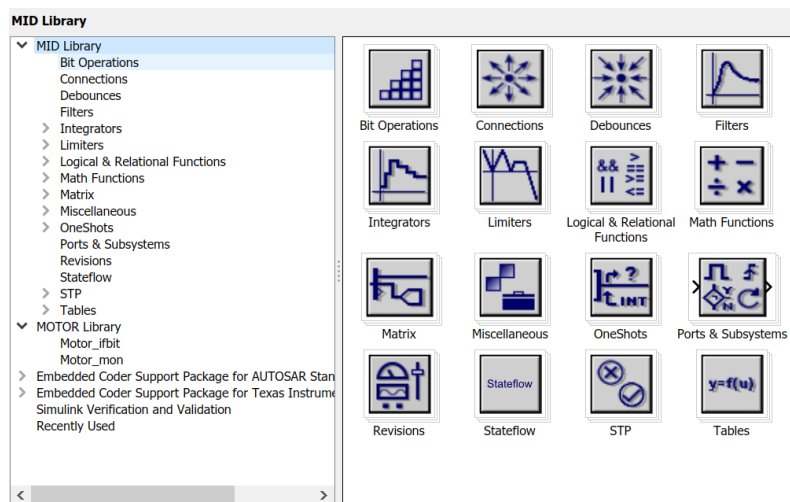 MID Library
MID Library
Bit Operations
Connections
Debounces
Filters
Integrators
Limiters
Logical & Relational Functions
Math Functions
Matrix
Miscellaneous
OneShots
Ports & Subsystems
Revisions
Stateflow
STP
Tables
MOTOR Library
Motor_ifbit
Motor_mon
Embedded Coder Support Package for AUTOSAR Stan
Embedded Coder Support Package for Texas Instrume
Simulink Verification and Validation
Recently Used
Bit Operations
Connections
Debounces
Filters
&& >
|| ==
>=
<=
+ −
÷ ×
Integrators
Limiters
Logical & Relational
Functions
Math Functions
?
INT
Y
N
Matrix
Miscellaneous
OneShots
Ports & Subsystems
Stateflow
y=f(u)
Revisions
Stateflow
STP
Tables